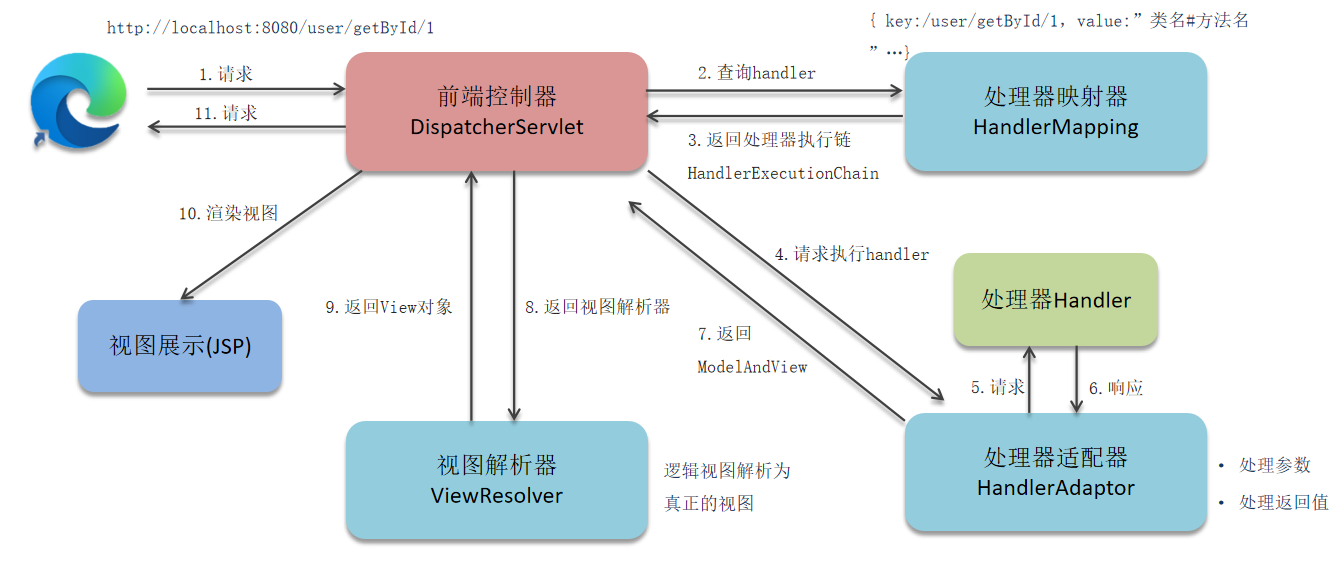 http://localhost:8080/user/getById/1
{ key:/user/getById/1，value:”类名#方法名
”…}
1.请求
11.请求
前端控制器
DispatcherServlet
2.查询handler
3.返回处理器执行链
HandlerExecutionChain
处理器映射器
HandlerMapping
10.渲染视图
4.请求执行handler
处理器Handler
9.返回View对象
8.返回视图解析器
视图展示(JSP)
7.返回
ModelAndView
5.请求
6.响应
视图解析器
ViewResolver
逻辑视图解析为
真正的视图
处理器适配器
HandlerAdaptor
• 处理参数
• 处理返回值